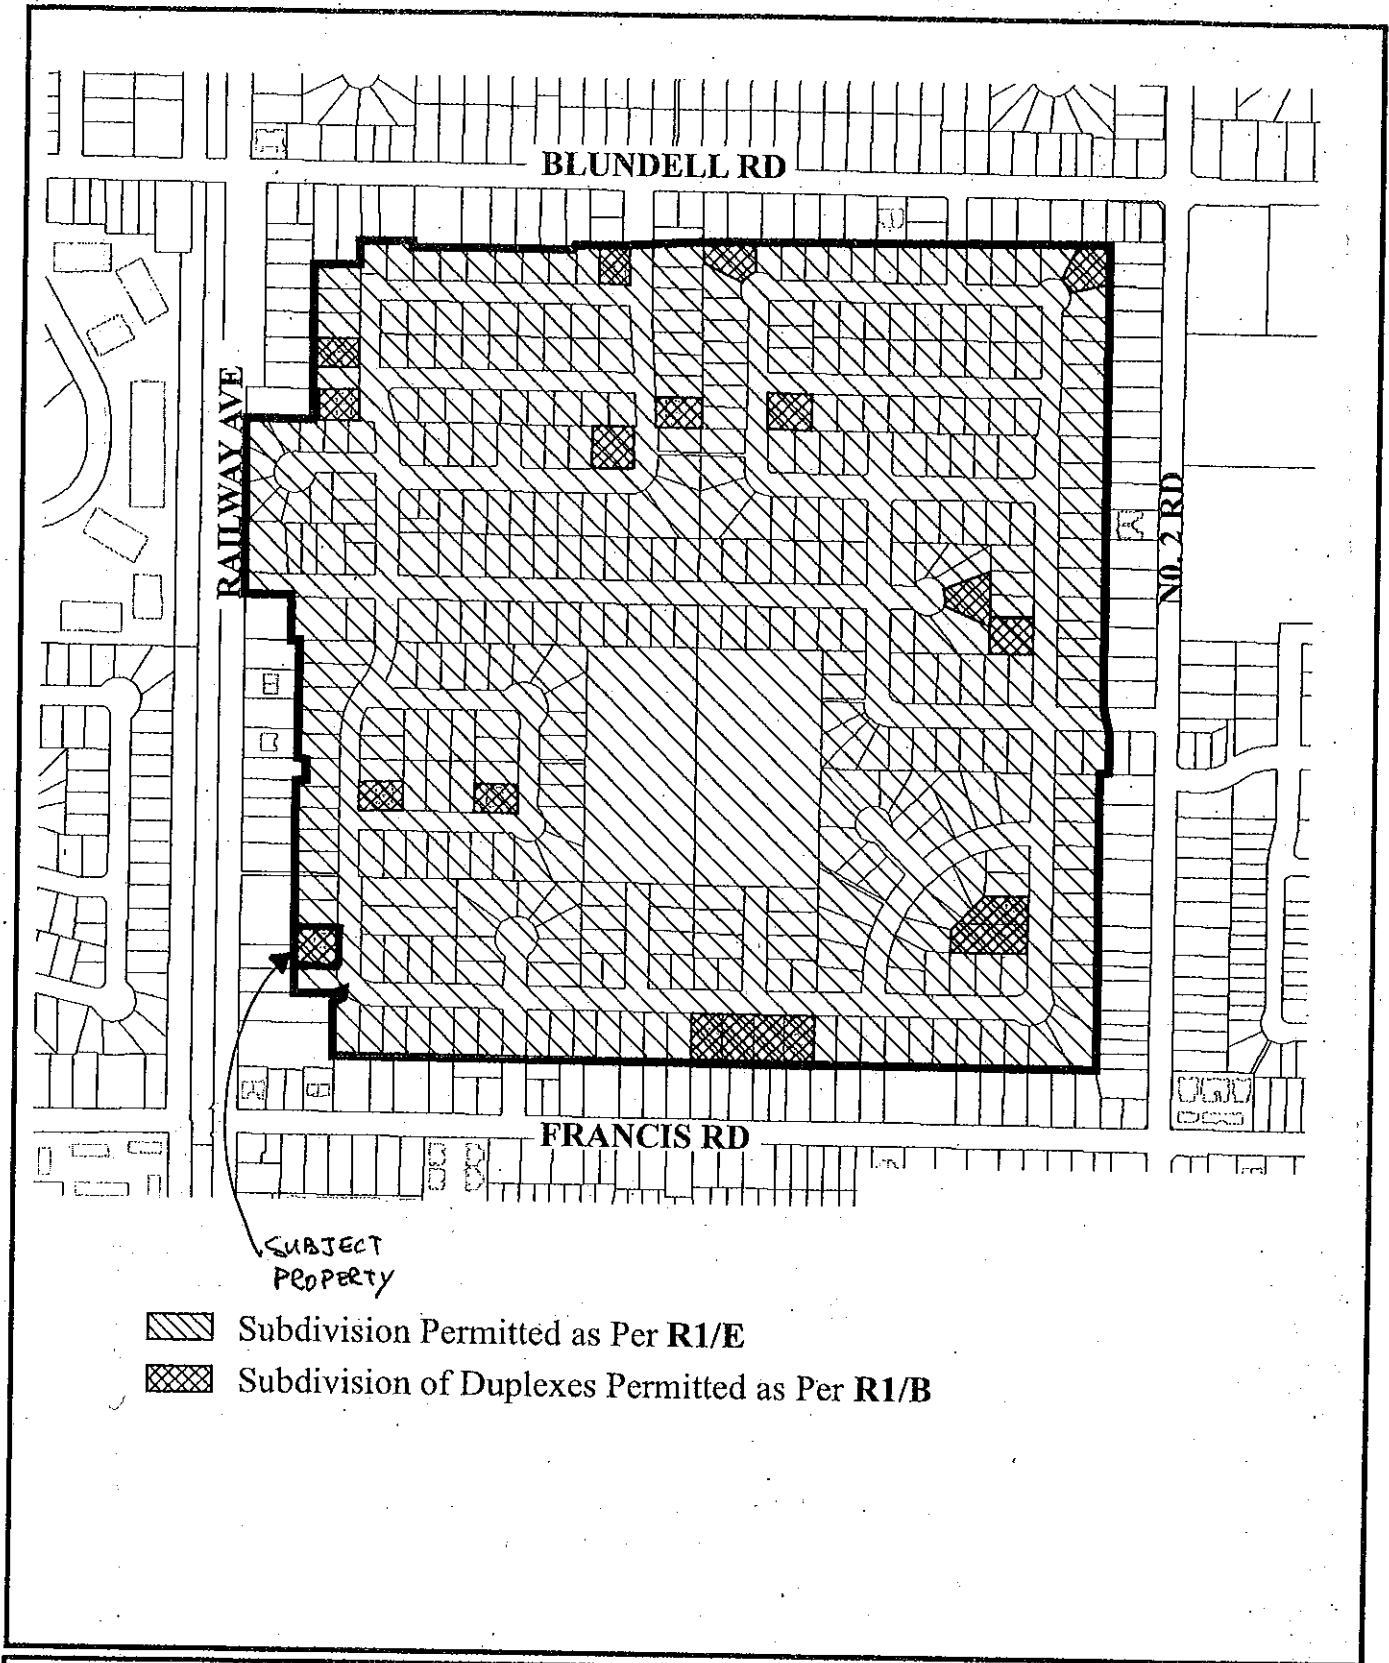 BLUNDELL RD
RAILWAY AVE
N0. 2 RD
FRANCIS RD
SUBJECT
PROPERTY
Subdivision Permitted as Per R1/E
Subdivision of Duplexes Permitted as Per R1/B